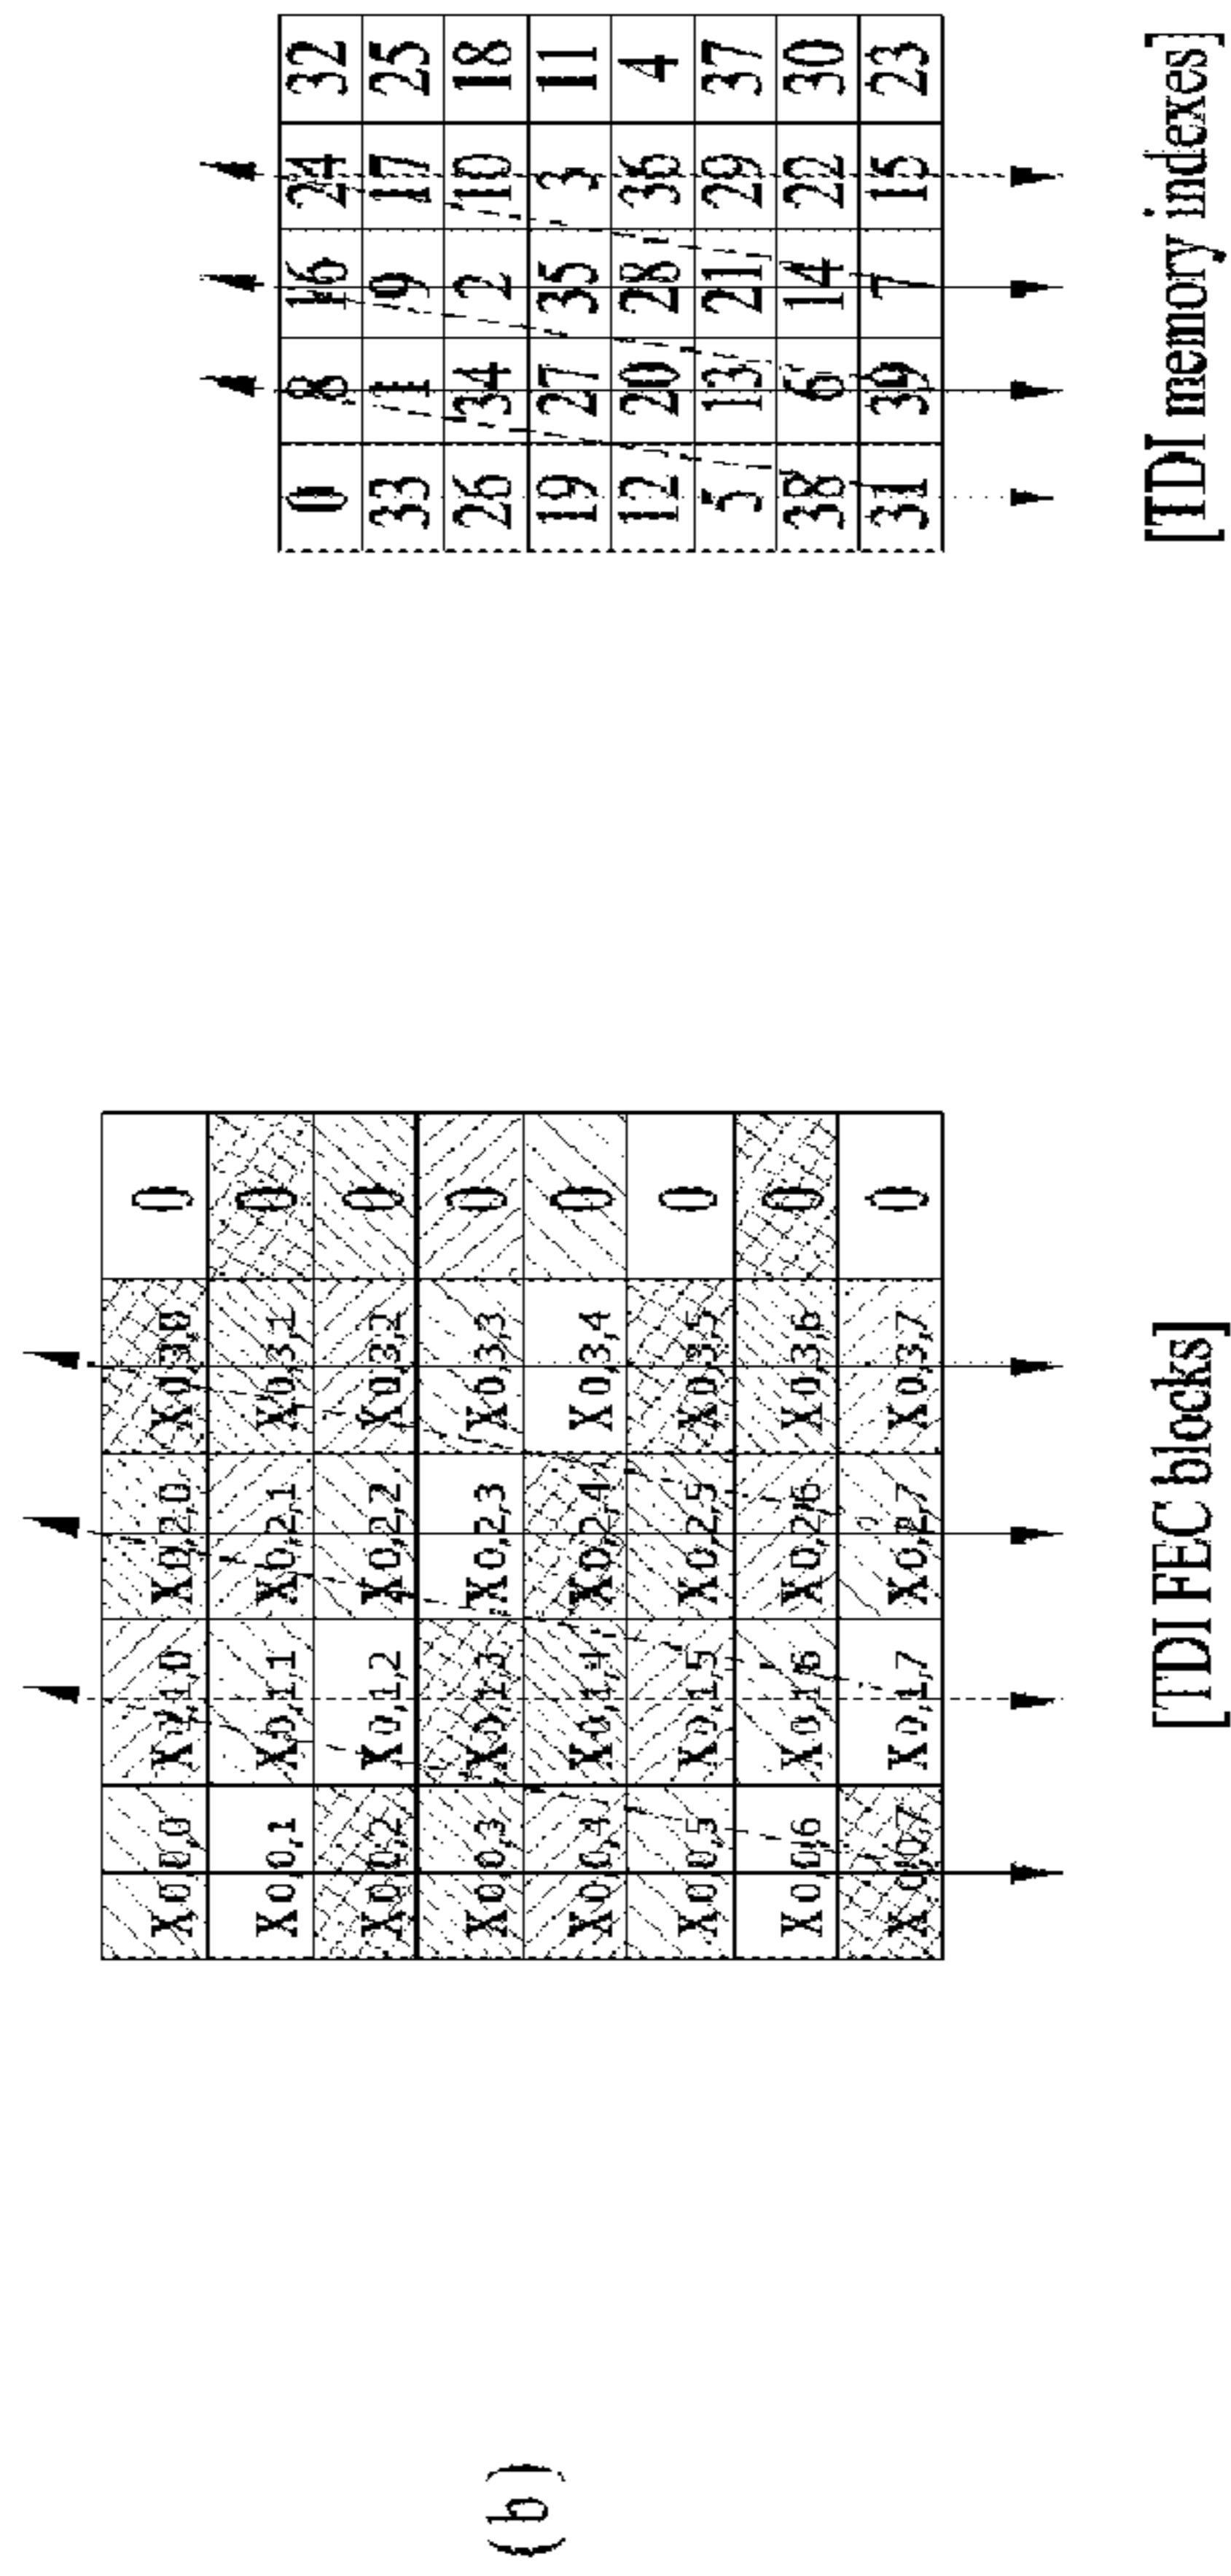 (b)
X0,0,0 X0,1,0 X0,2,0 X0,3,0 0
X0,0,1 X0,1,1 X0,2,1 X0,3,1 0
X0,0,2 X0,1,2 X0,2,2 X0,3,2 0
X0,0,3 X0,1,3 X0,2,3 X0,3,3 0
X0,0,4 X0,1,4 X0,2,4 X0,3,4 0
X0,0,5 X0,1,5 X0,2,5 X0,3,5 0
X0,0,6 X0,1,6 X0,2,6 X0,3,6 0
X0,0,7 X0,1,7 X0,2,7 X0,3,7 0
[TDI FEC blocks]
0 8 16 24 32
33 1 9 17 25
26 34 2 10 18
19 27 35 3 11
12 20 28 36 4
5 13 21 29 37
38 6 14 22 30
31 39 7 15 23
[TDI memory indexes]